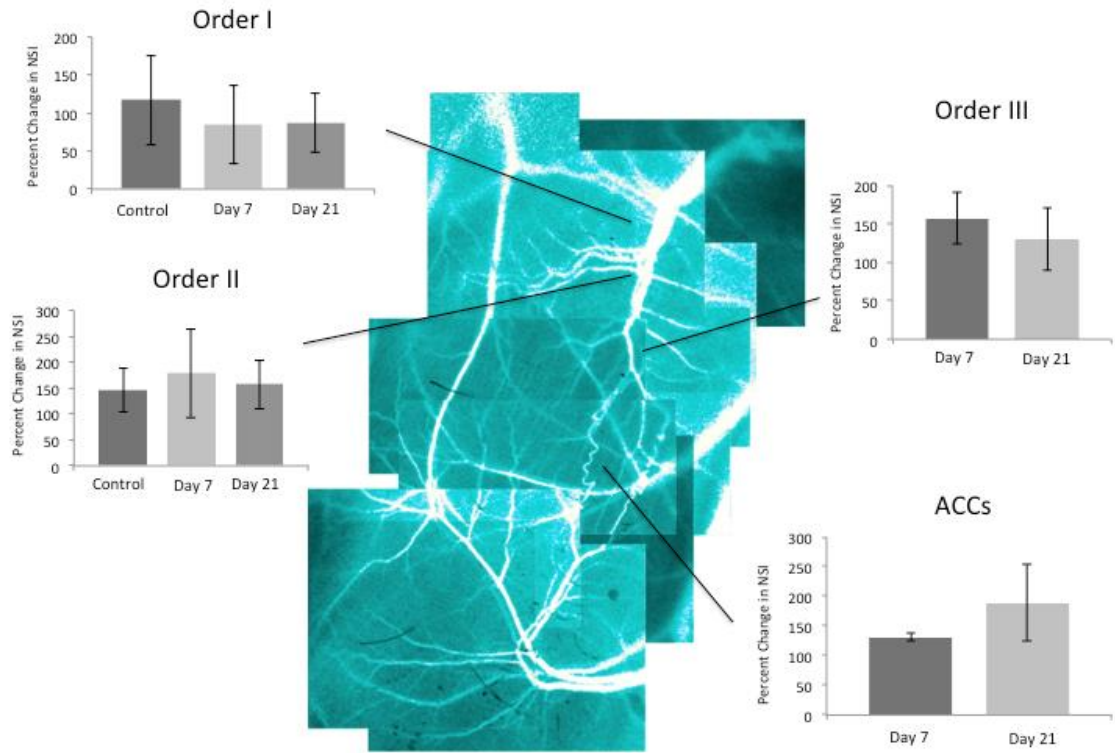 Order I
Percent Change in NSI
200
150
100
50
0
Control Day 7 Day 21
Order II
Percent Change in NSI
300
250
200
150
100
50
0
Control Day 7 Day 21
Order III
Percent Change in NSI
200
150
100
50
0
Day 7 Day 21
ACCs
Percent Change in NSI
300
250
200
150
100
50
0
Day 7 Day 21